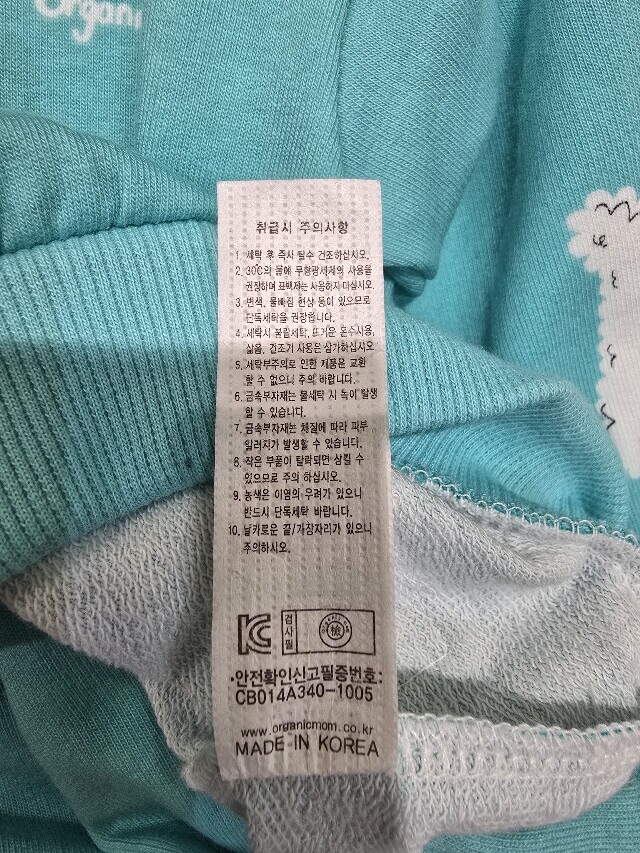 Organi
취급시 주의사항
1. 세탁 후 즉시 탈수 건조하십시오.
2. 30℃의 물에 무형광세제의 사용을
권장하며 표백제는 사용하지 마십시오.
3. 변색, 물빠짐 현상 등이 있으므로
단독세탁을 권장합니다.
4. 세탁시 불림세탁, 뜨거운 온수사용,
삶음, 건조기 사용은 삼가하십시오
5. 세탁부주의로 인한 제품은 교환
할 수 없으니 주의 바랍니다.
6. 금속부자재는 물세탁 시 녹이 발생
할 수 있습니다.
7. 금속부자재는 체질에 따라 피부
알러지가 발생할 수 있습니다.
8. 작은 부품이 탈락되면 삼킬 수
있으므로 주의 하십시오.
9. 농색은 이염의 우려가 있으니
반드시 단독세탁 바랍니다.
10. 날카로운 끝/가장자리가 있으니
주의하십시오.
KC 검사필 檢
·안전확인신고필증번호:
CB014A340-1005
www.organicmom.co.kr
MADE-IN KOREA